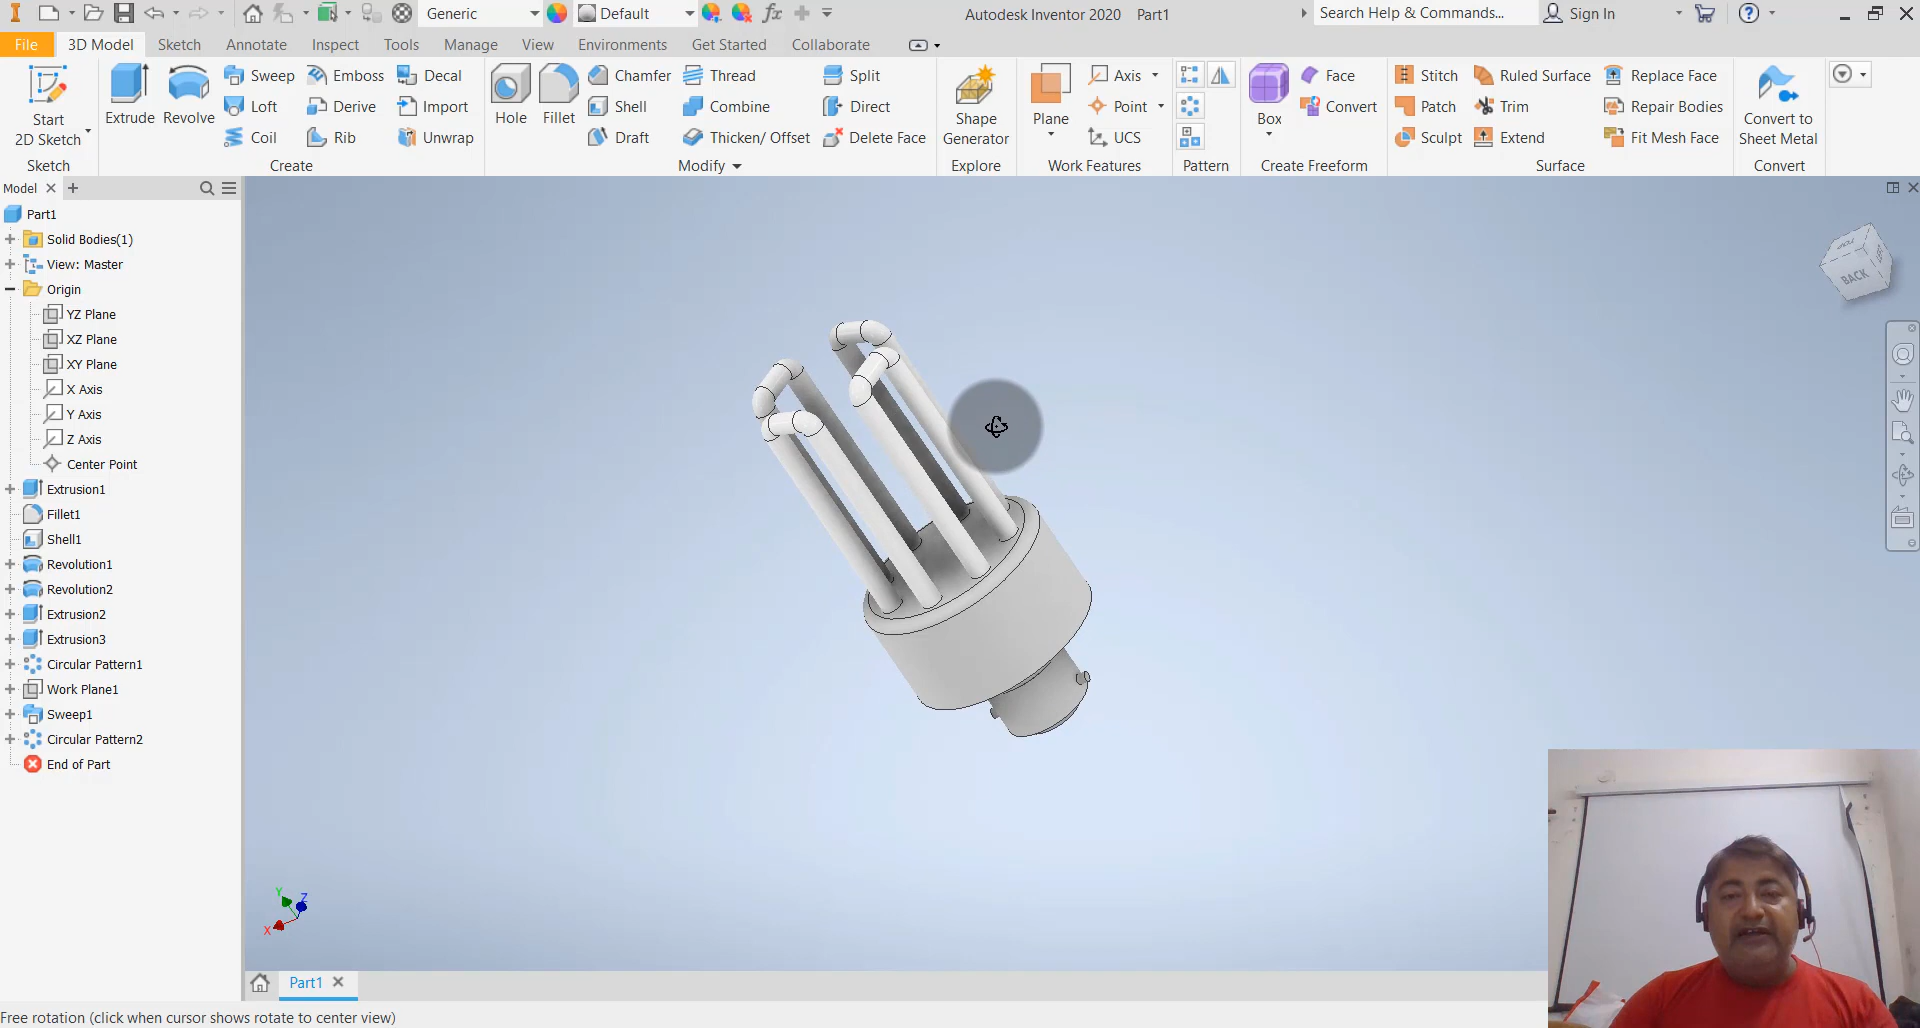 Generic
Default
fx
Autodesk Inventor 2020 Part1
Search Help & Commands...
Sign In
File 3D Model Sketch Annotate Inspect Tools Manage View Environments Get Started Collaborate
Start
2D Sketch
Sketch
Extrude
Revolve
Sweep
Emboss
Decal
Loft
Derive
Import
Coil
Rib
Unwrap
Create
Hole
Fillet
Chamfer
Thread
Split
Shell
Combine
Direct
Draft
Thicken/ Offset
Delete Face
Modify
Shape
Generator
Explore
Plane
Axis
Point
UCS
Work Features
Pattern
Box
Face
Convert
Create Freeform
Stitch
Ruled Surface
Replace Face
Patch
Trim
Repair Bodies
Sculpt
Extend
Fit Mesh Face
Surface
Convert to
Sheet Metal
Convert
Model
Part1
Solid Bodies(1)
View: Master
Origin
YZ Plane
XZ Plane
XY Plane
X Axis
Y Axis
Z Axis
Center Point
Extrusion1
Fillet1
Shell1
Revolution1
Revolution2
Extrusion2
Extrusion3
Circular Pattern1
Work Plane1
Sweep1
Circular Pattern2
End of Part
TOP
BACK
Y
Z
X
Part1
Free rotation (click when cursor shows rotate to center view)